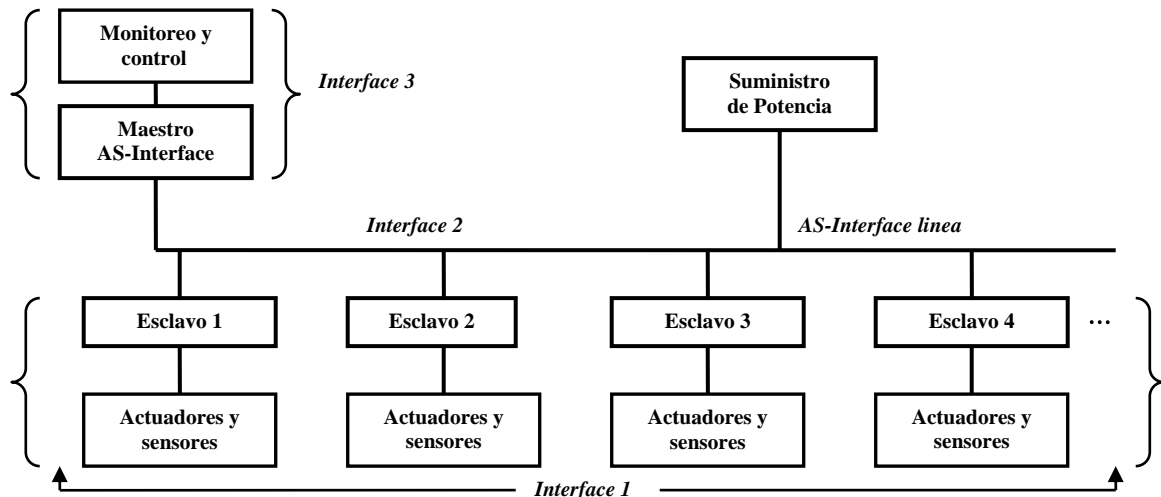 Monitoreo y
control
Interface 3
Maestro
AS-Interface
Suministro
de Potencia
Interface 2
AS-Interface linea
Esclavo 1
Esclavo 2
Esclavo 3
Esclavo 4
...
Actuadores y
sensores
Actuadores y
sensores
Actuadores y
sensores
Actuadores y
sensores
Interface 1